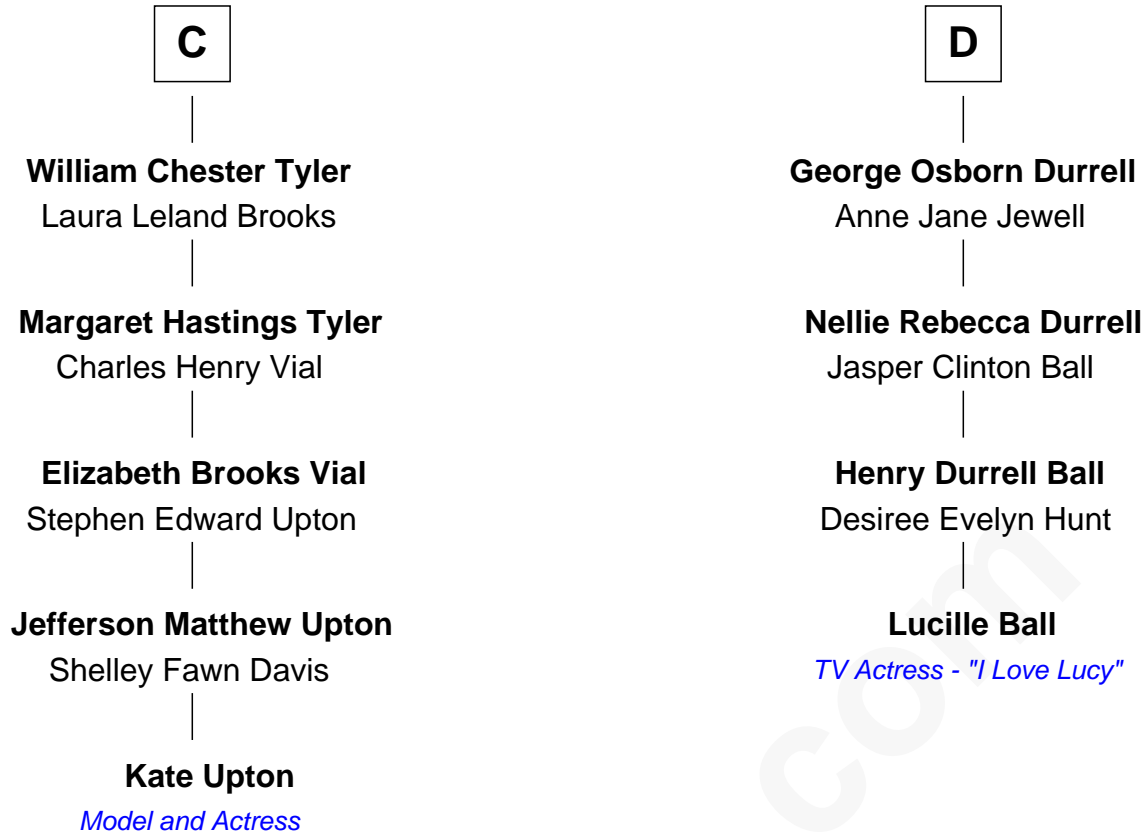 C
William Chester Tyler
Laura Leland Brooks
Margaret Hastings Tyler
Charles Henry Vial
Elizabeth Brooks Vial
Stephen Edward Upton
Jefferson Matthew Upton
Shelley Fawn Davis
Kate Upton
Model and Actress
D
George Osborn Durrell
Anne Jane Jewell
Nellie Rebecca Durrell
Jasper Clinton Ball
Henry Durrell Ball
Desiree Evelyn Hunt
Lucille Ball
TV Actress - "I Love Lucy"
com